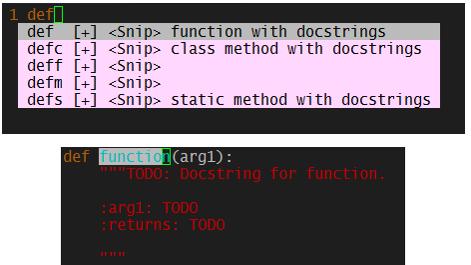 1 def
def [+] <Snip> function with docstrings
defc [+] <Snip> class method with docstrings
deff [+] <Snip>
defm [+] <Snip>
defs [+] <Snip> static method with docstrings
def function(arg1):
"""TODO: Docstring for function.
:arg1: TODO
:returns: TODO
"""